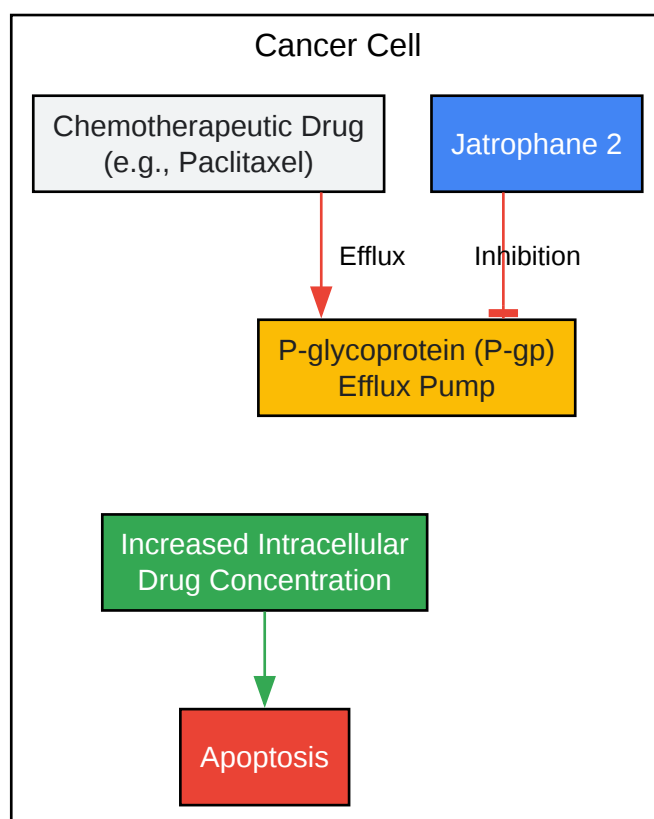 Cancer Cell
Chemotherapeutic Drug
(e.g., Paclitaxel)
Jatrophane 2
Efflux
Inhibition
P-glycoprotein (P-gp)
Efflux Pump
Increased Intracellular
Drug Concentration
Apoptosis